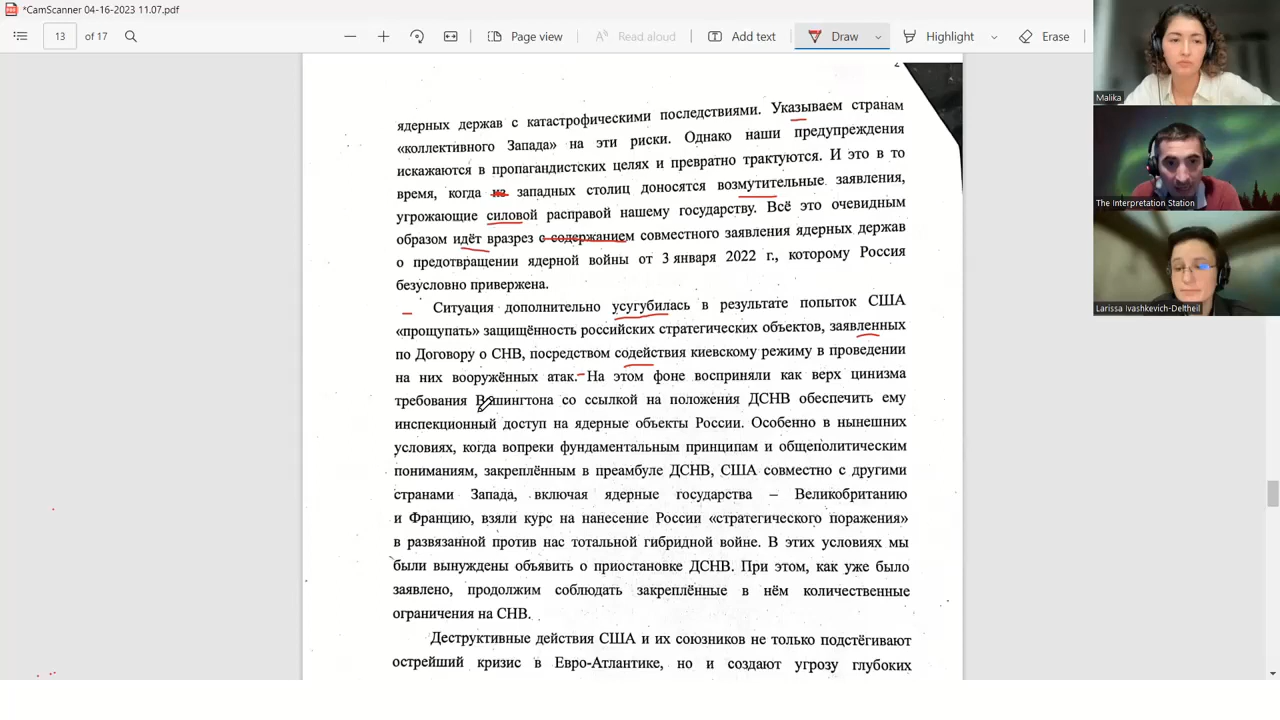 *CamScanner 04-16-2023 11.07.pdf
13 of 17 Page view Read aloud Add text Draw Highlight Erase
2
ядерных держав с катастрофическими последствиями. Указываем странам
«коллективного Запада» на эти риски. Однако наши предупреждения
искажаются в пропагандистских целях и превратно трактуются. И это в то
время, когда из западных столиц доносятся возмутительные заявления,
угрожающие силовой расправой нашему государству. Всё это очевидным
образом идёт вразрез с содержанием совместного заявления ядерных держав
о предотвращении ядерной войны от 3 января 2022 г., которому Россия
безусловно привержена.
Ситуация дополнительно усугубилась в результате попыток США
«прощупать» защищённость российских стратегических объектов, заявленных
по Договору о СНВ, посредством содействия киевскому режиму в проведении
на них вооружённых атак. На этом фоне восприняли как верх цинизма
требования Вашингтона со ссылкой на положения ДСНВ обеспечить ему
инспекционный доступ на ядерные объекты России. Особенно в нынешних
условиях, когда вопреки фундаментальным принципам и общеполитическим
пониманиям, закреплённым в преамбуле ДСНВ, США совместно с другими
странами Запада, включая ядерные государства – Великобританию
и Францию, взяли курс на нанесение России «стратегического поражения»
в развязанной против нас тотальной гибридной войне. В этих условиях мы
были вынуждены объявить о приостановке ДСНВ. При этом, как уже было
заявлено, продолжим соблюдать закреплённые в нём количественные
ограничения на СНВ.
Деструктивные действия США и их союзников не только подстёгивают
острейший кризис в Евро-Атлантике, но и создают угрозу глубоких
Malika
The Interpretation Station
Larissa Ivashkevich-Deltheil